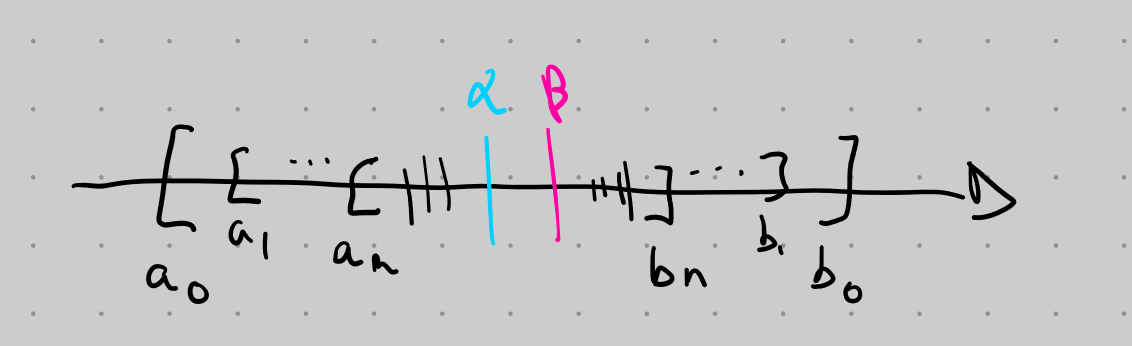 α β
[ [ ... [ ] ... ] ]
a₀ a₁ aₙ bₙ b₁ b₀